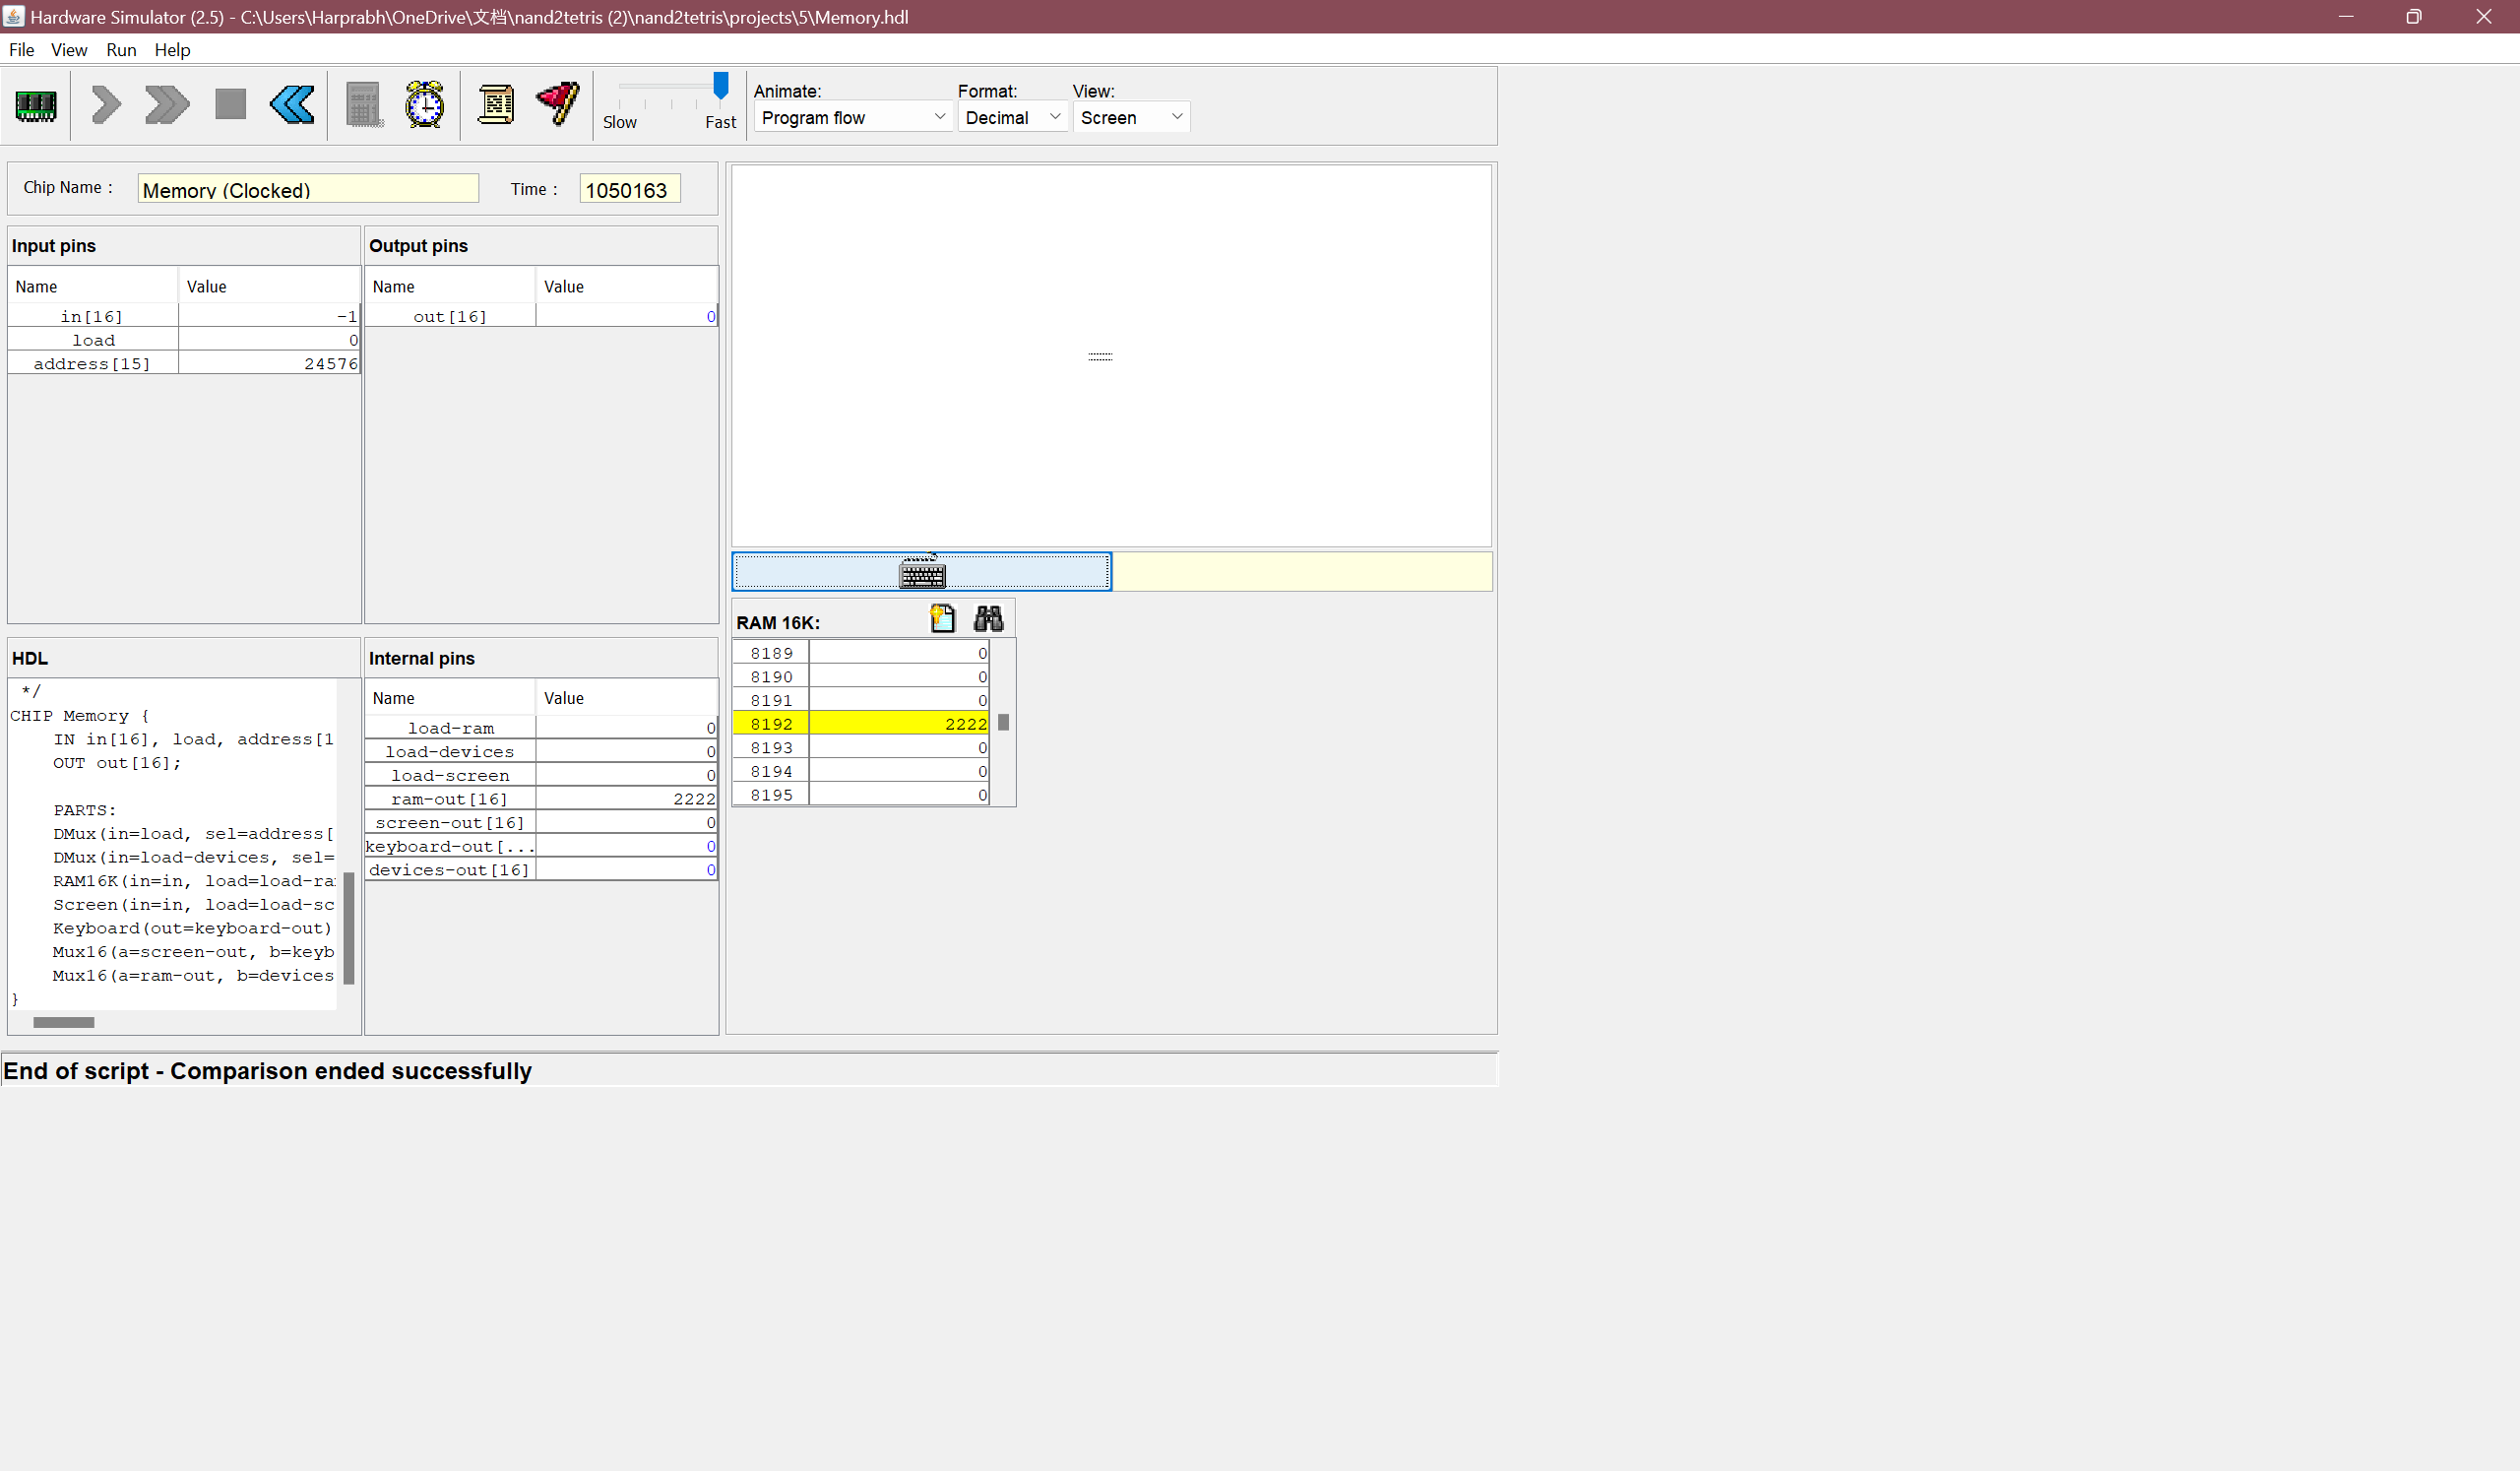 Hardware Simulator (2.5) - C:\Users\Harprabh\OneDrive\文档\nand2tetris (2)\nand2tetris\projects\5\Memory.hdl
File View Run Help
Slow Fast
Animate: Format: View:
Program flow Decimal Screen
Chip Name : Memory (Clocked) Time : 1050163
Input pins
Name Value
in[16] -1
load 0
address[15] 24576
Output pins
Name Value
out[16] 0
HDL
*/
CHIP Memory {
IN in[16], load, address[1
OUT out[16];
PARTS:
DMux(in=load, sel=address[
DMux(in=load-devices, sel=
RAM16K(in=in, load=load-ra
Screen(in=in, load=load-sc
Keyboard(out=keyboard-out)
Mux16(a=screen-out, b=keyb
Mux16(a=ram-out, b=devices
}
Internal pins
Name Value
load-ram 0
load-devices 0
load-screen 0
ram-out[16] 2222
screen-out[16] 0
keyboard-out[... 0
devices-out[16] 0
RAM 16K:
8189 0
8190 0
8191 0
8192 2222
8193 0
8194 0
8195 0
End of script - Comparison ended successfully